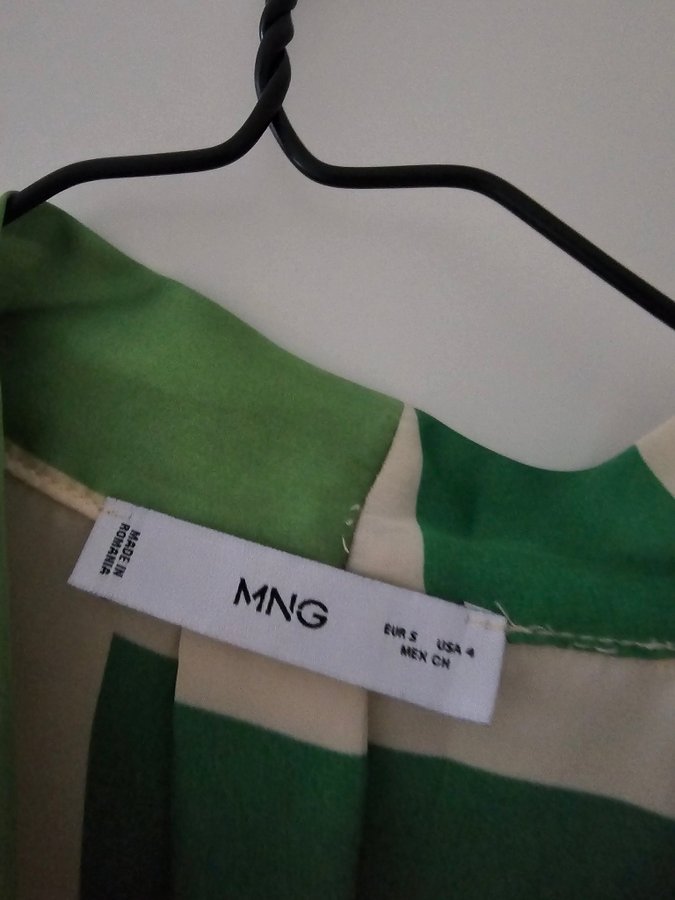 MADE IN
ROMANIA
MNG
EUR S USA 4
MEX CH